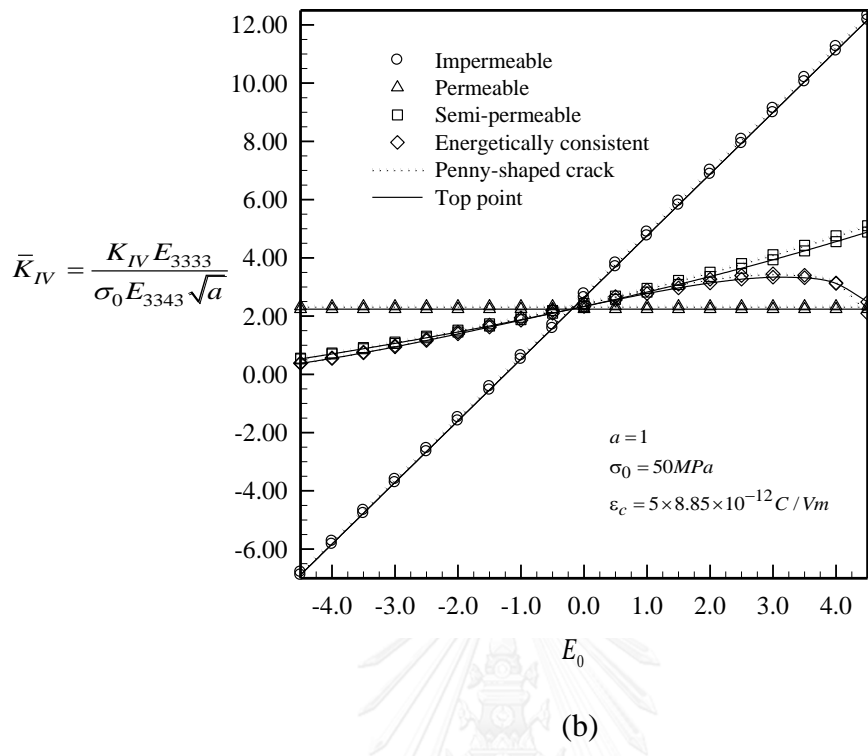 12.00
10.00
8.00
6.00
4.00
2.00
0.00
-2.00
-4.00
-6.00
Impermeable
Permeable
Semi-permeable
Energetically consistent
Penny-shaped crack
Top point
K̄_IV = K_IV E_3333 / σ_0 E_3343 √a
a = 1
σ_0 = 50MPa
ε_c = 5×8.85×10^−12 C / Vm
-4.0 -3.0 -2.0 -1.0 0.0 1.0 2.0 3.0 4.0
E_0
(b)